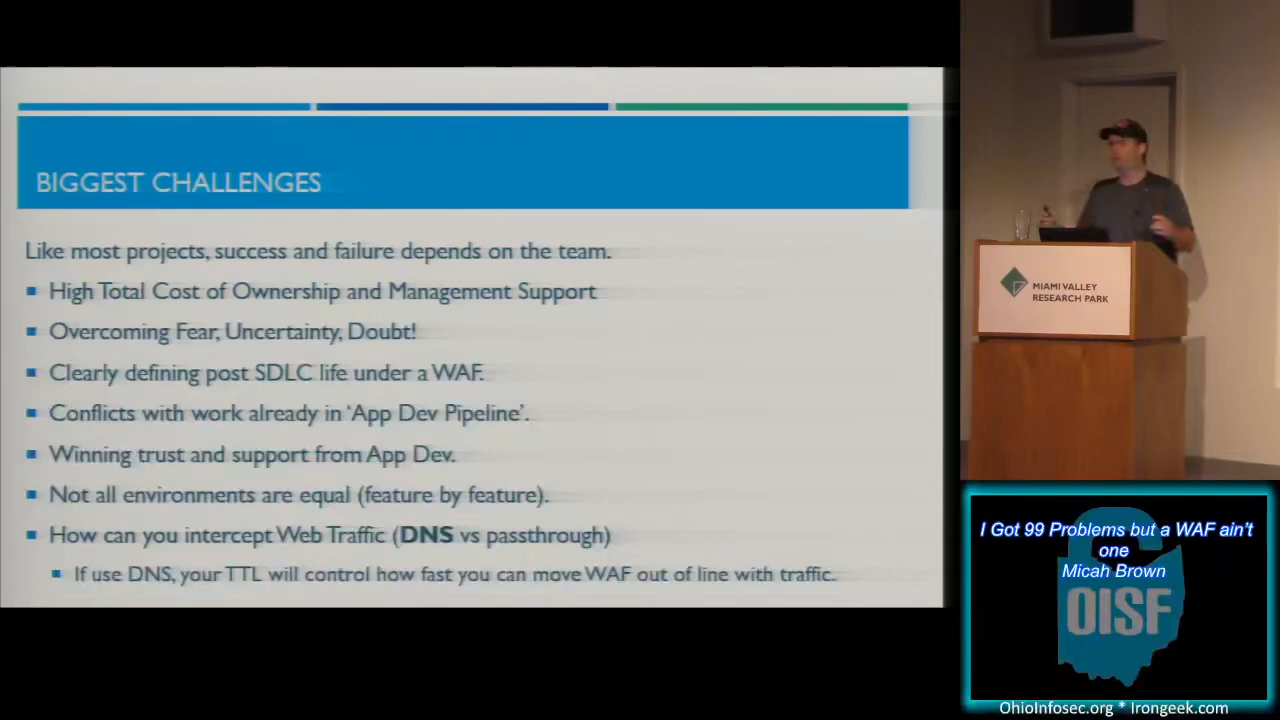 BIGGEST CHALLENGES
Like most projects, success and failure depends on the team.
High Total Cost of Ownership and Management Support
Overcoming Fear, Uncertainty, Doubt!
Clearly defining post SDLC life under a WAF.
Conflicts with work already in ‘App Dev Pipeline’.
Winning trust and support from App Dev.
Not all environments are equal (feature by feature).
How can you intercept Web Traffic (DNS vs passthrough)
If use DNS, your TTL will control how fast you can move WAF out of line with traffic.
MIAMI VALLEY
RESEARCH PARK
I Got 99 Problems but a WAF ain't
one
Micah Brown
OISF
OhioInfosec.org * Irongeek.com